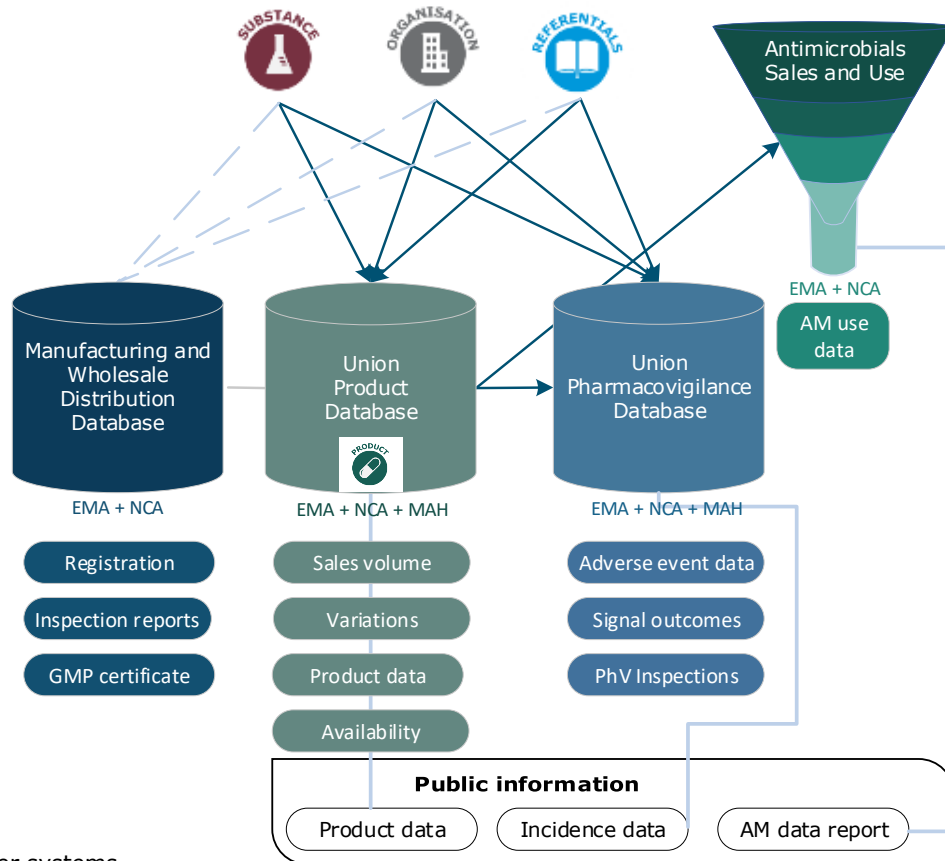 SUBSTANCE
ORGANISATION
REFERENTIALS
Antimicrobials
Sales and Use
EMA + NCA
AM use
data
Manufacturing and
Wholesale
Distribution
Database
Union
Product
Database
PRODUCT
Union
Pharmacovigilance
Database
EMA + NCA
EMA + NCA + MAH
EMA + NCA + MAH
Registration
Sales volume
Adverse event data
Inspection reports
Variations
Signal outcomes
GMP certificate
Product data
PhV Inspections
Availability
Public information
Product data
Incidence data
AM data report
er systems